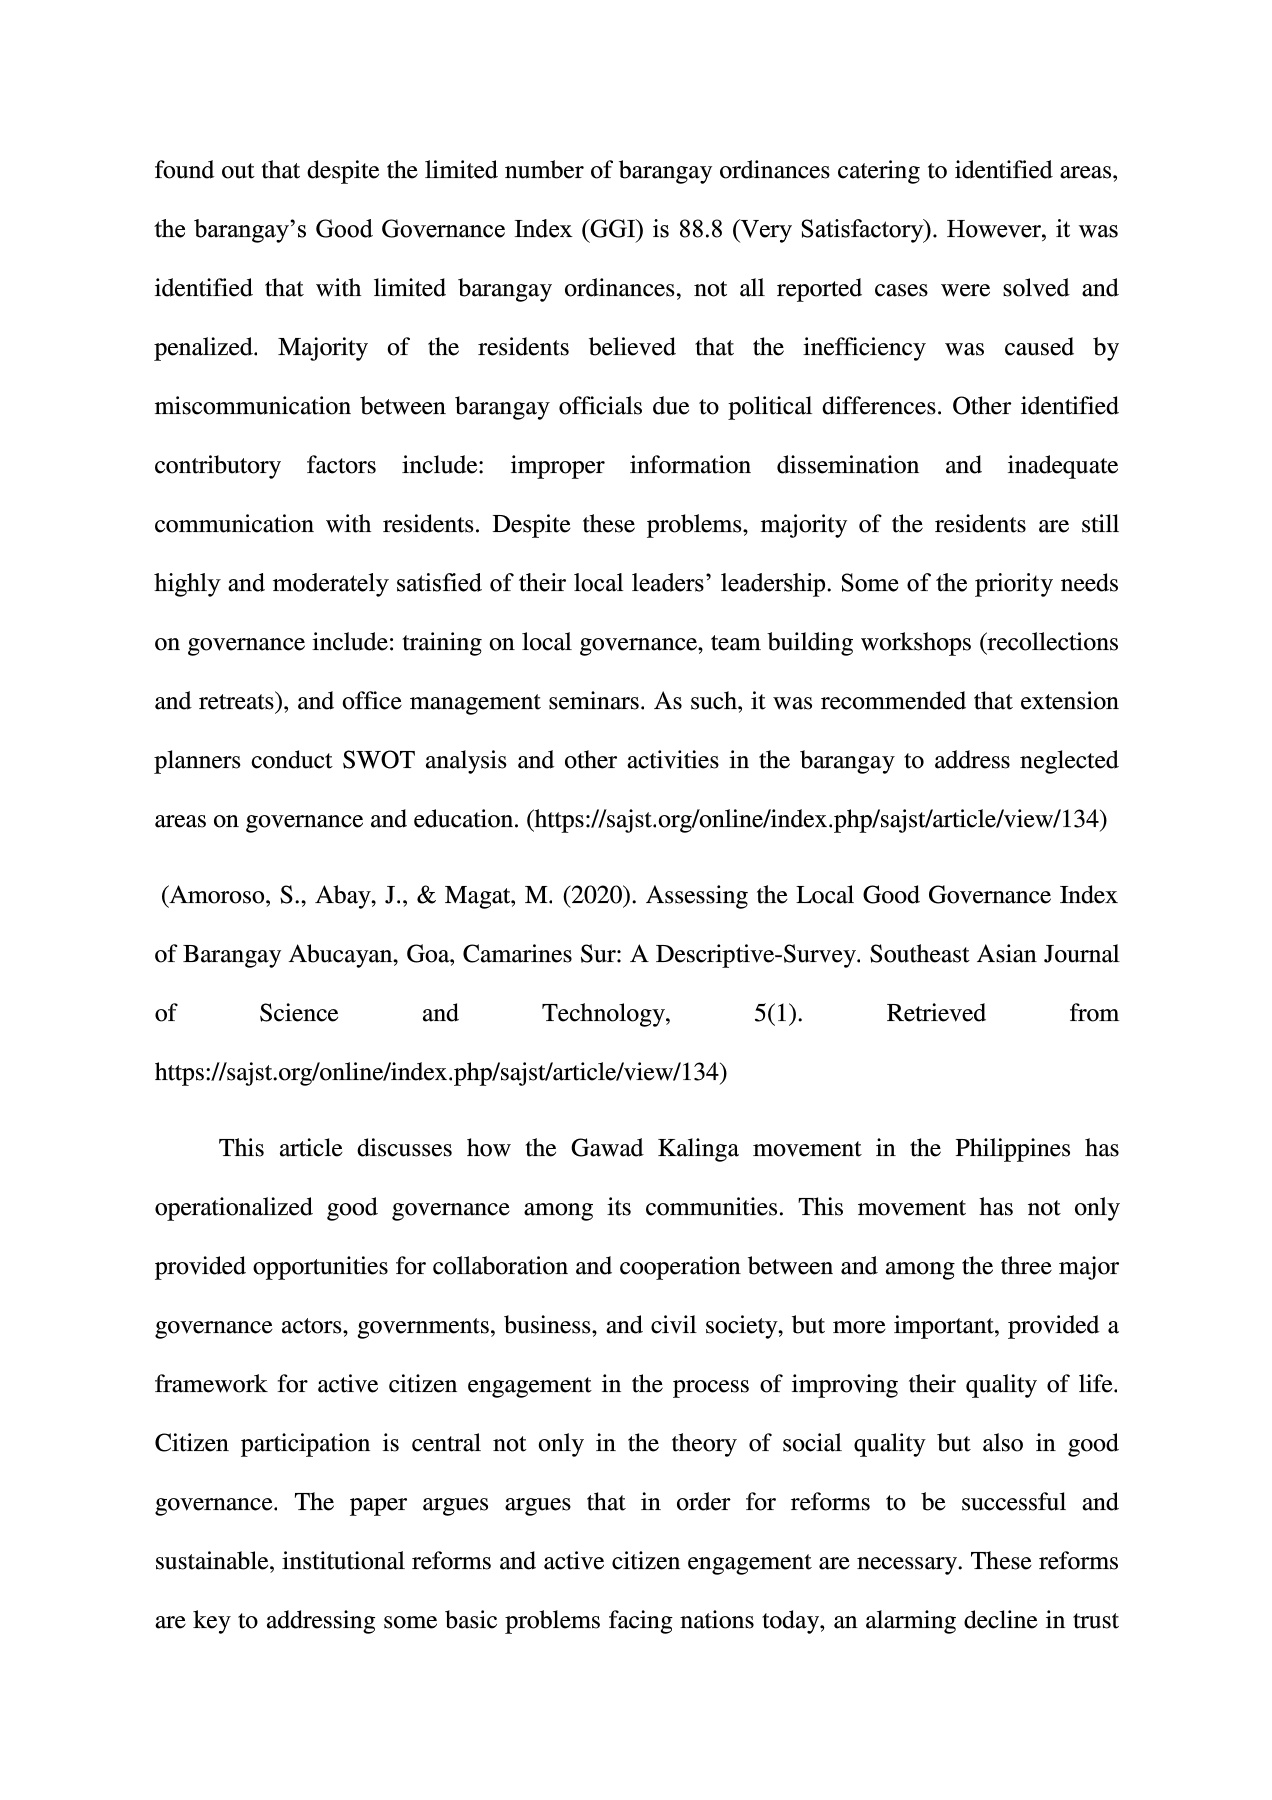 found out that despite the limited number of barangay ordinances catering to identified areas,
the barangay’s Good Governance Index (GGI) is 88.8 (Very Satisfactory). However, it was
identified that with limited barangay ordinances, not all reported cases were solved and
penalized. Majority of the residents believed that the inefficiency was caused by
miscommunication between barangay officials due to political differences. Other identified
contributory factors include: improper information dissemination and inadequate
communication with residents. Despite these problems, majority of the residents are still
highly and moderately satisfied of their local leaders’ leadership. Some of the priority needs
on governance include: training on local governance, team building workshops (recollections
and retreats), and office management seminars. As such, it was recommended that extension
planners conduct SWOT analysis and other activities in the barangay to address neglected
areas on governance and education. (https://sajst.org/online/index.php/sajst/article/view/134)
(Amoroso, S., Abay, J., & Magat, M. (2020). Assessing the Local Good Governance Index
of Barangay Abucayan, Goa, Camarines Sur: A Descriptive-Survey. Southeast Asian Journal
of Science and Technology, 5(1). Retrieved from
https://sajst.org/online/index.php/sajst/article/view/134)
This article discusses how the Gawad Kalinga movement in the Philippines has
operationalized good governance among its communities. This movement has not only
provided opportunities for collaboration and cooperation between and among the three major
governance actors, governments, business, and civil society, but more important, provided a
framework for active citizen engagement in the process of improving their quality of life.
Citizen participation is central not only in the theory of social quality but also in good
governance. The paper argues argues that in order for reforms to be successful and
sustainable, institutional reforms and active citizen engagement are necessary. These reforms
are key to addressing some basic problems facing nations today, an alarming decline in trust